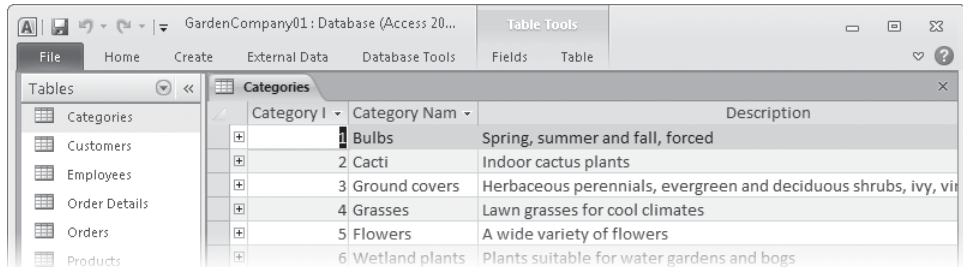 A GardenCompany01 : Database (Access 20... Table Tools
File Home Create External Data Database Tools Fields Table
Tables Categories
Category I Category Nam Description
Categories 1 Bulbs Spring, summer and fall, forced
Customers 2 Cacti Indoor cactus plants
Employees 3 Ground covers Herbaceous perennials, evergreen and deciduous shrubs, ivy, vin
Order Details 4 Grasses Lawn grasses for cool climates
Orders 5 Flowers A wide variety of flowers
Products 6 Wetland plants Plants suitable for water gardens and bogs